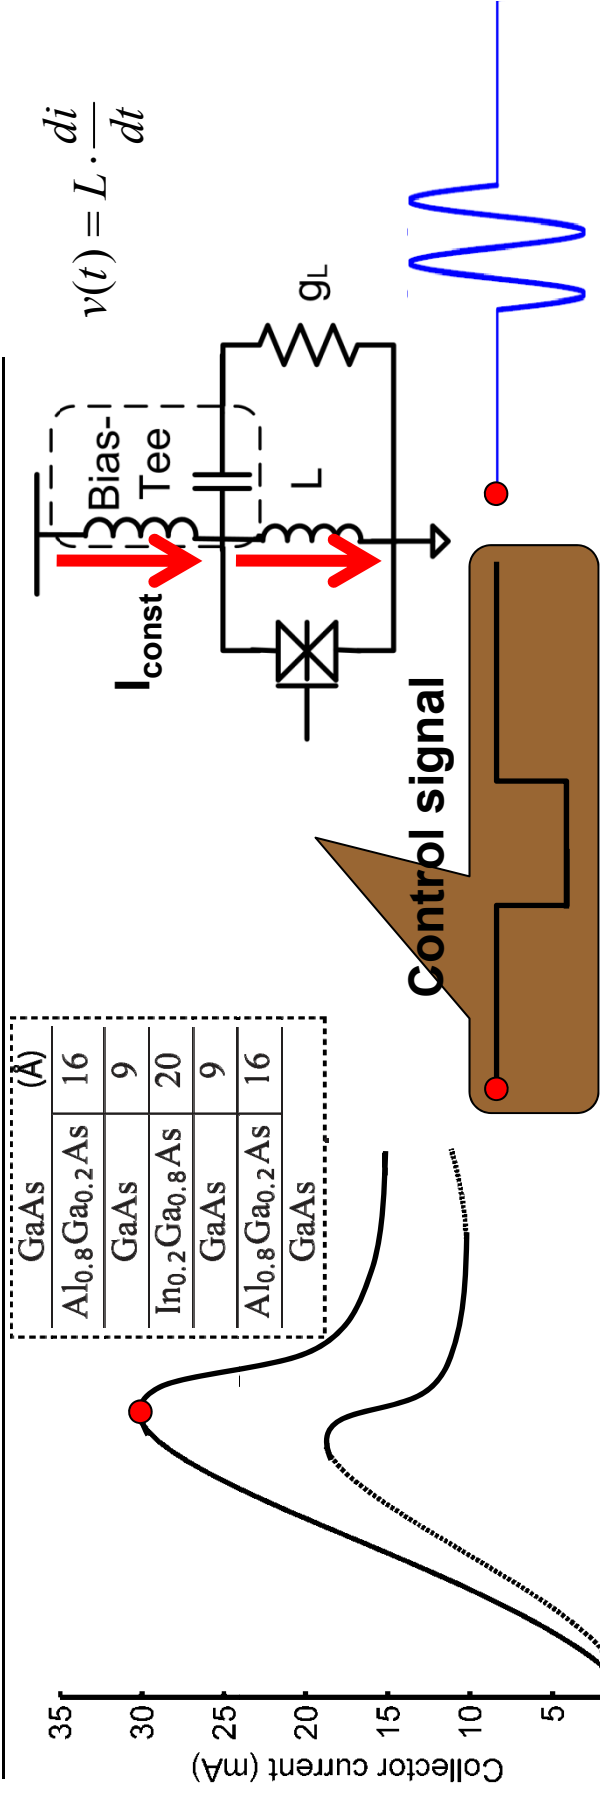 35
30
25
20
15
10
5
Collector current (mA)
GaAs (Å)
Al0.8Ga0.2As 16
GaAs 9
In0.2Ga0.8As 20
GaAs 9
Al0.8Ga0.2As 16
GaAs
Iconst
Bias-
Tee
L
gL
v(t) = L · di/dt
Control signal